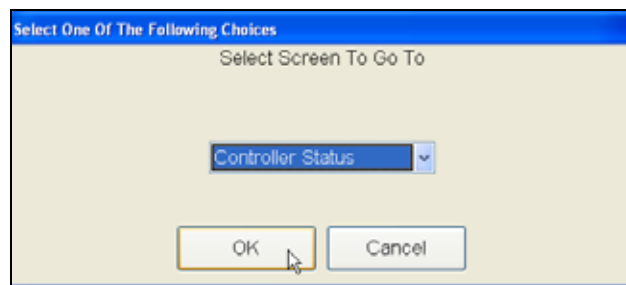 Select One Of The Following Choices
Select Screen To Go To
Controller Status
OK Cancel